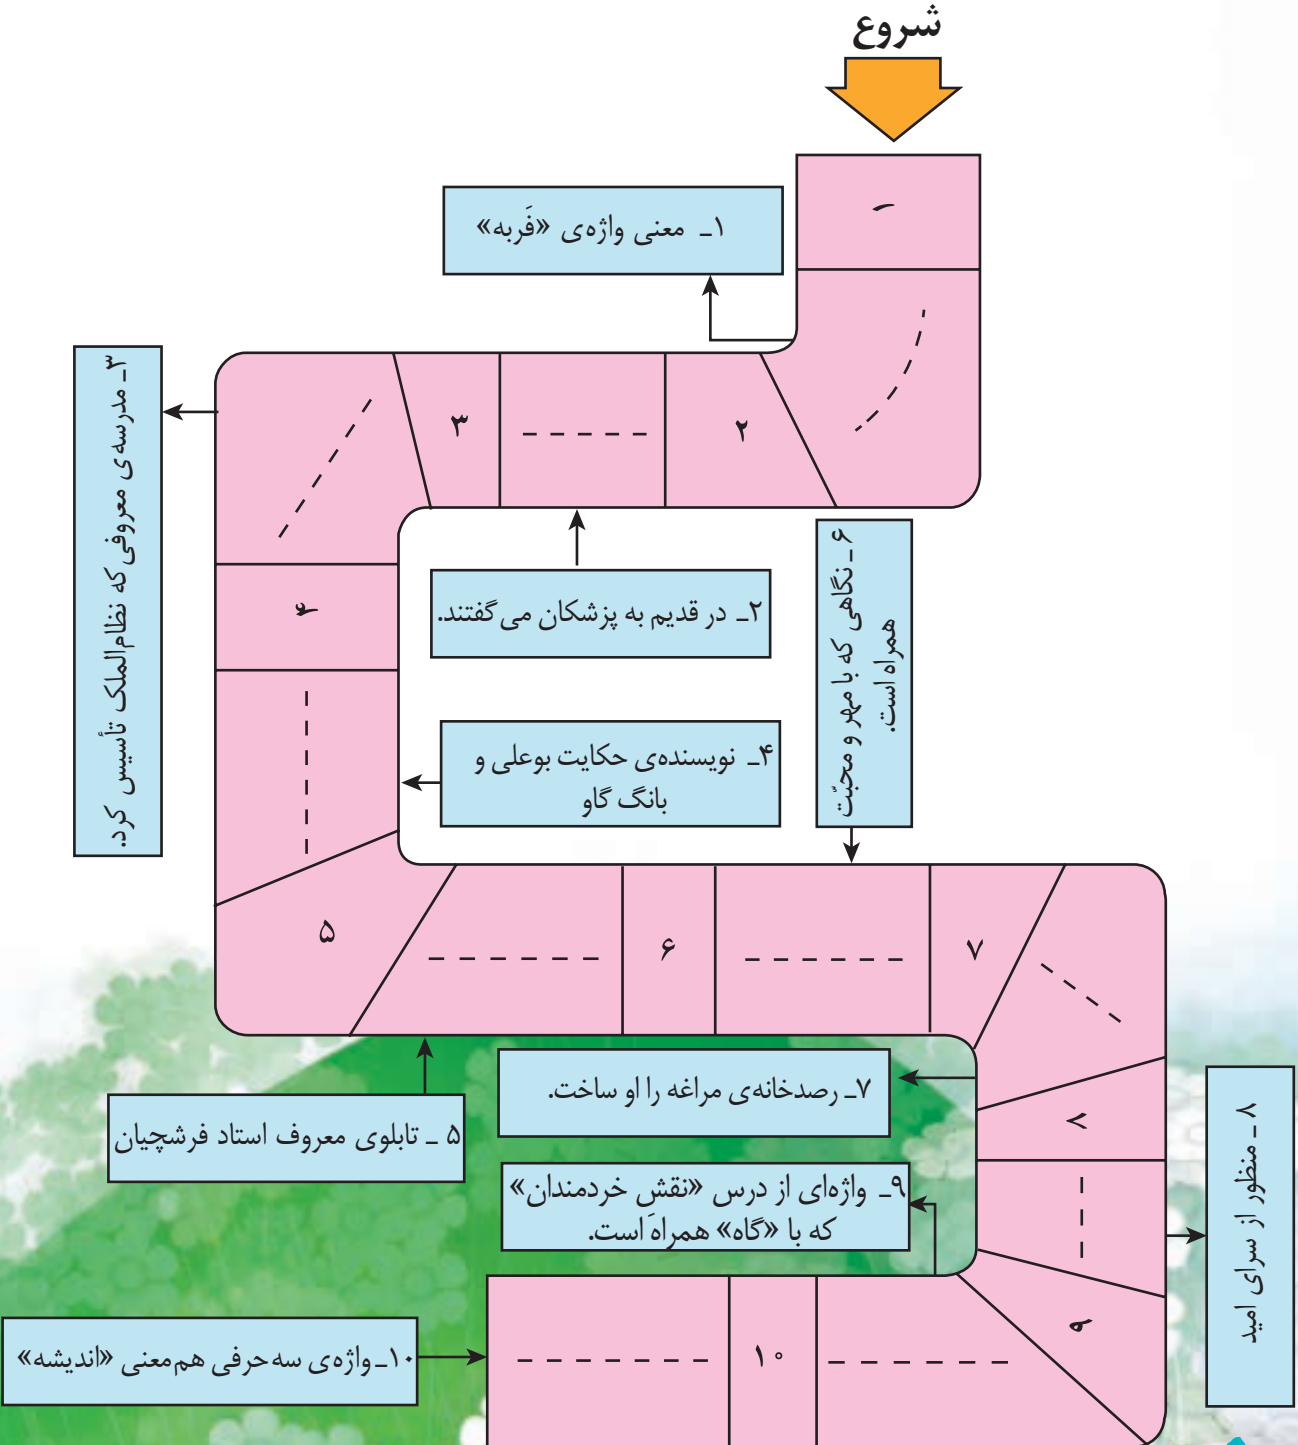 شروع
۱
۱ـ معنی واژه‌ی «فَربه»
۲
۳
۲ـ در قدیم به پزشکان می‌گفتند.
۳ـ مدرسه‌ی معروفی که نظام‌الملک تأسیس کرد.
۴
۴ـ نویسنده‌ی حکایت بوعلی و
بانگ گاو
۵
۵ ـ تابلوی معروف استاد فرشچیان
۶
۶ ـ نگاهی که با مهر و محبّت
همراه است.
۷
۷ـ رصدخانه‌ی مراغه را او ساخت.
۸
۸ ـ منظور از سرای امید
۹
۹ـ واژه‌ای از درس «نقشِ خردمندان»
که با «گاه» همراه است.
۱۰
۱۰ـ واژه‌ی سه‌حرفی هم‌معنی «اندیشه»